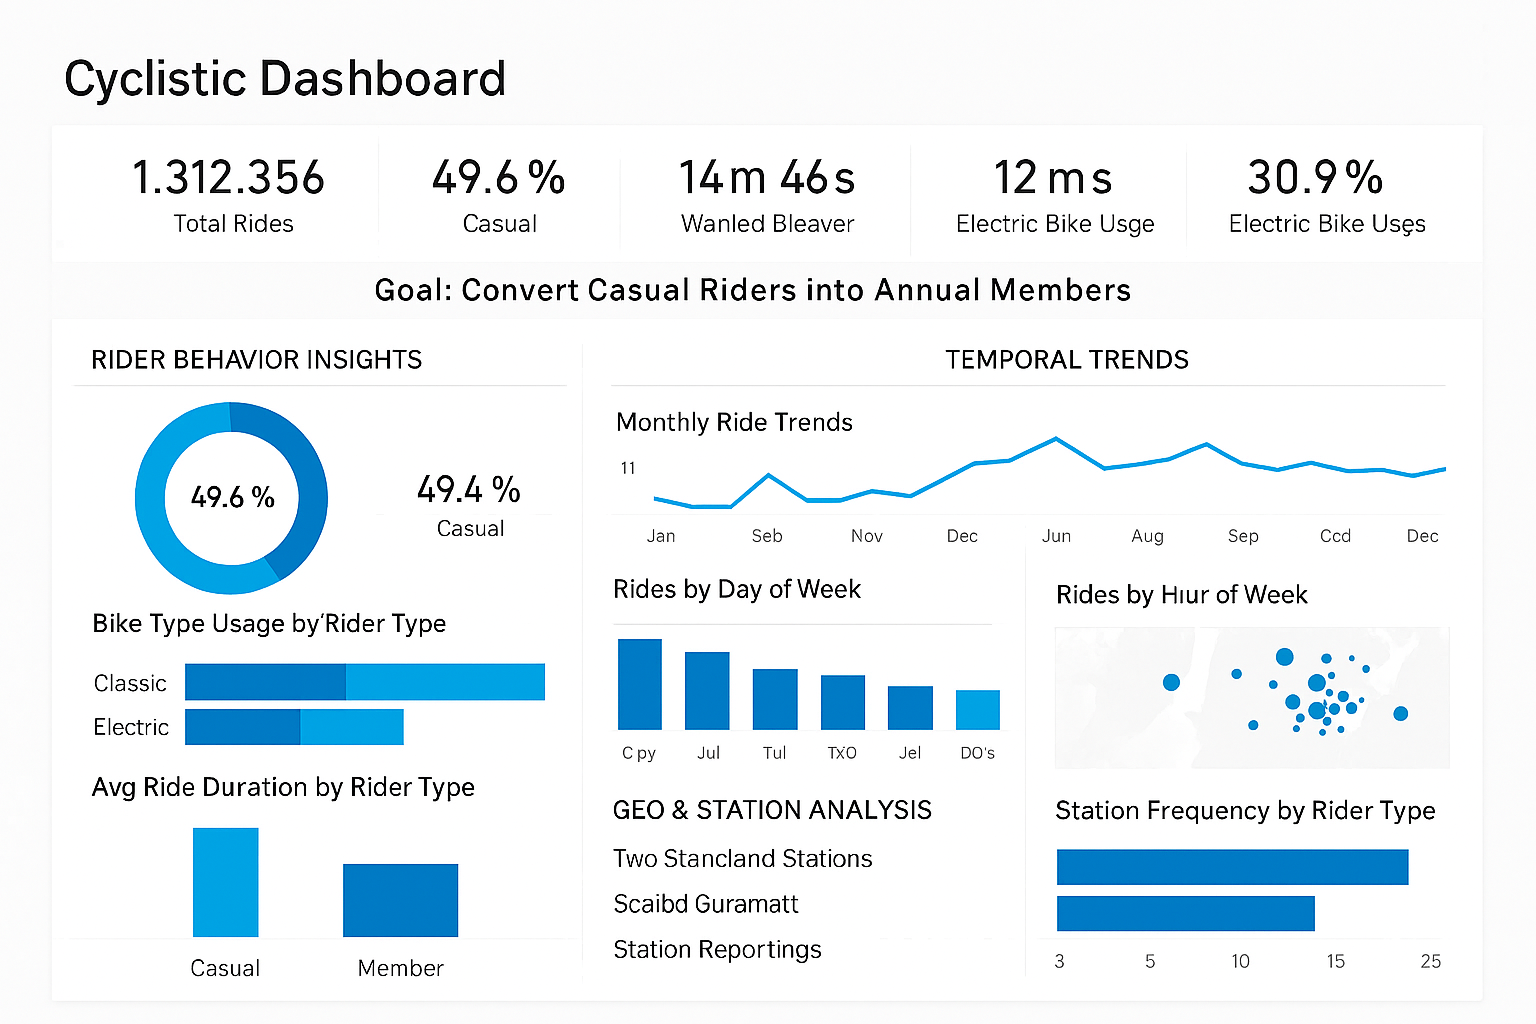 Cyclistic Dashboard
1.312.356
Total Rides
49.6 %
Casual
14m 46s
Wanled Bleaver
12 ms
Electric Bike Usge
30.9 %
Electric Bike Usęs
Goal: Convert Casual Riders into Annual Members
RIDER BEHAVIOR INSIGHTS
49.6 %
49.4 %
Casual
Bike Type Usage by'Rider Type
Classic
Electric
Avg Ride Duration by Rider Type
Casual Member
TEMPORAL TRENDS
Monthly Ride Trends
11
Jan Seb Nov Dec Jun Aug Sep Ccd Dec
Rides by Day of Week
C py Jul Tul TxO Jel DO's
Rides by Hıur of Week
GEO & STATION ANALYSIS
Two Stancland Stations
Scaibd Guramatt
Station Reportings
Station Frequency by Rider Type
3 5 10 15 25